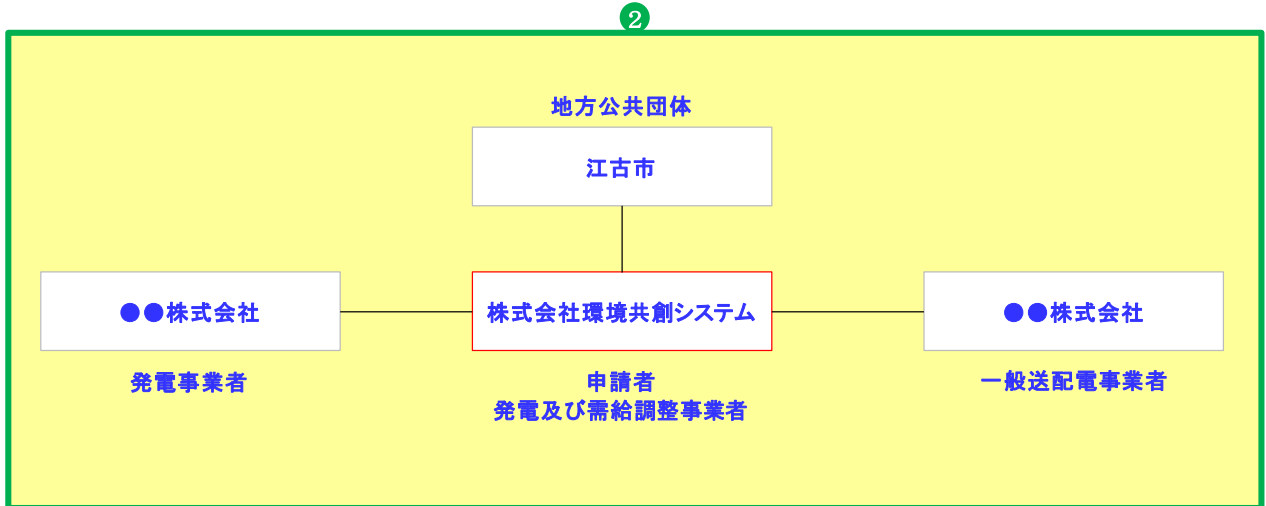 ❷
地方公共団体
江古市
●●株式会社
株式会社環境共創システム
●●株式会社
発電事業者
申請者
発電及び需給調整事業者
一般送配電事業者